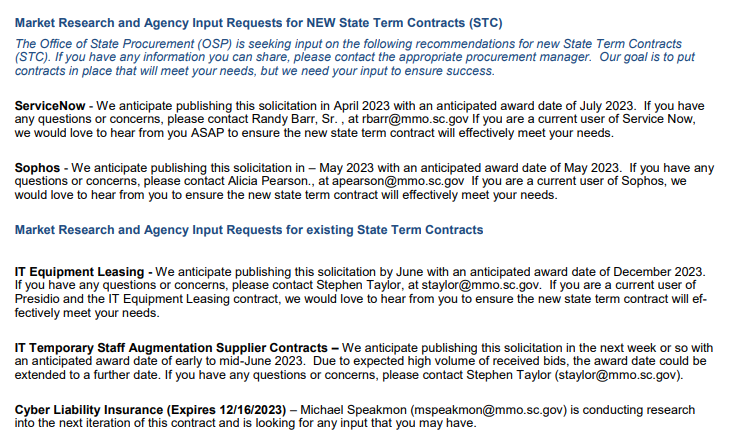 Market Research and Agency Input Requests for NEW State Term Contracts (STC)
The Office of State Procurement (OSP) is seeking input on the following recommendations for new State Term Contracts
(STC). If you have any information you can share, please contact the appropriate procurement manager.  Our goal is to put
contracts in place that will meet your needs, but we need your input to ensure success.
ServiceNow - We anticipate publishing this solicitation in April 2023 with an anticipated award date of July 2023.  If you have
any questions or concerns, please contact Randy Barr, Sr. , at rbarr@mmo.sc.gov If you are a current user of Service Now,
we would love to hear from you ASAP to ensure the new state term contract will effectively meet your needs.
Sophos - We anticipate publishing this solicitation in – May 2023 with an anticipated award date of May 2023.  If you have any
questions or concerns, please contact Alicia Pearson., at apearson@mmo.sc.gov  If you are a current user of Sophos, we
would love to hear from you to ensure the new state term contract will effectively meet your needs.
Market Research and Agency Input Requests for existing State Term Contracts
IT Equipment Leasing - We anticipate publishing this solicitation by June with an anticipated award date of December 2023.
If you have any questions or concerns, please contact Stephen Taylor, at staylor@mmo.sc.gov.  If you are a current user of
Presidio and the IT Equipment Leasing contract, we would love to hear from you to ensure the new state term contract will ef-
fectively meet your needs.
IT Temporary Staff Augmentation Supplier Contracts – We anticipate publishing this solicitation in the next week or so with
an anticipated award date of early to mid-June 2023.  Due to expected high volume of received bids, the award date could be
extended to a further date. If you have any questions or concerns, please contact Stephen Taylor (staylor@mmo.sc.gov).
Cyber Liability Insurance (Expires 12/16/2023) – Michael Speakmon (mspeakmon@mmo.sc.gov) is conducting research
into the next iteration of this contract and is looking for any input that you may have.